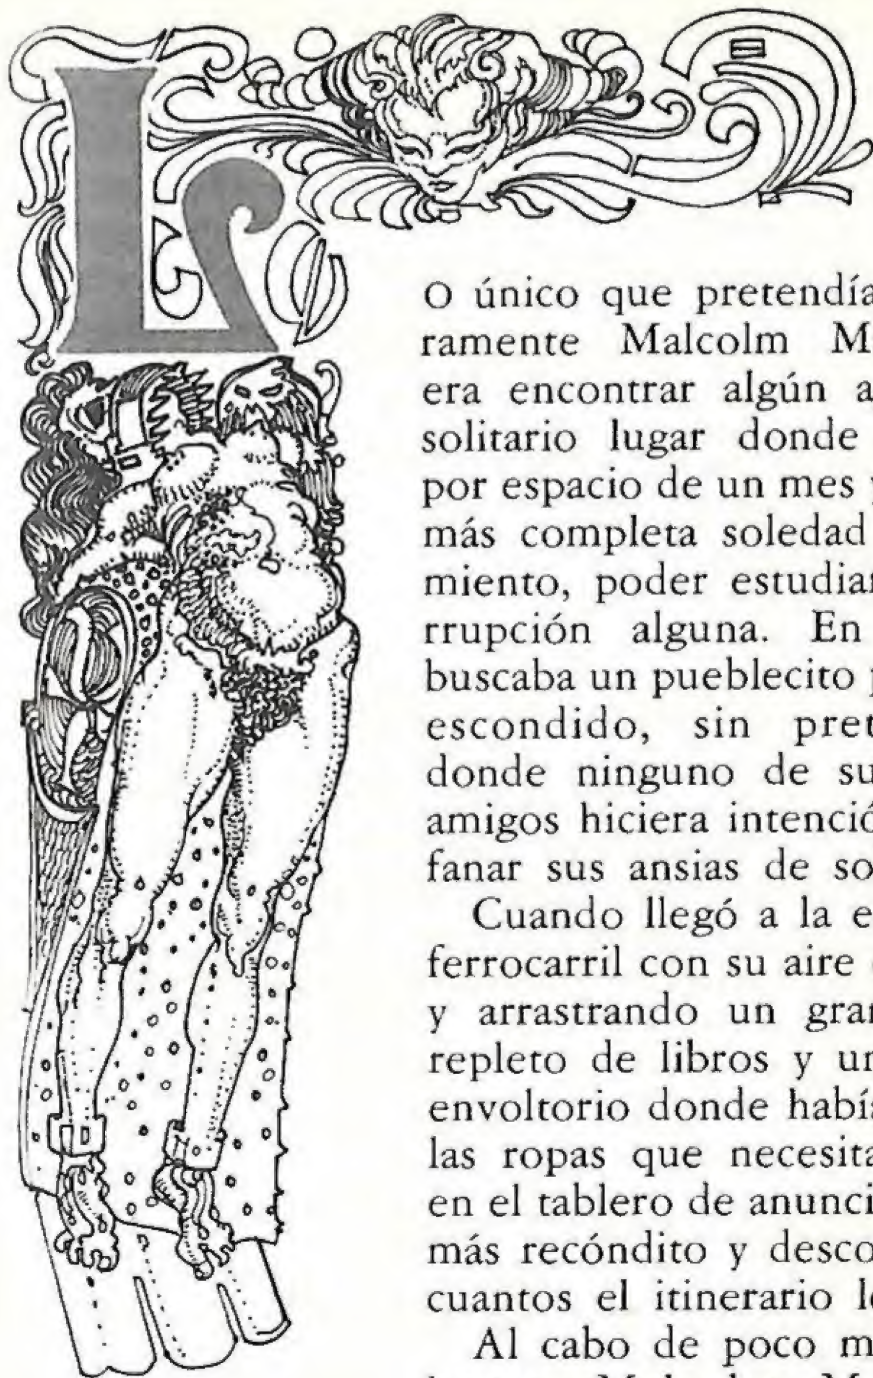 LO único que pretendía
ramente Malcolm M
era encontrar algún a
solitario lugar donde
por espacio de un mes y
más completa soledad
miento, poder estudiar
rrupción alguna. En
buscaba un pueblecito p
escondido, sin pret
donde ninguno de su
amigos hiciera intenció
fanar sus ansias de so
Cuando llegó a la e
ferrocarril con su aire
y arrastrando un gran
repleto de libros y un
envoltorio donde había
las ropas que necesita
en el tablero de anunci
más recóndito y desco
cuantos el itinerario l
Al cabo de poco m